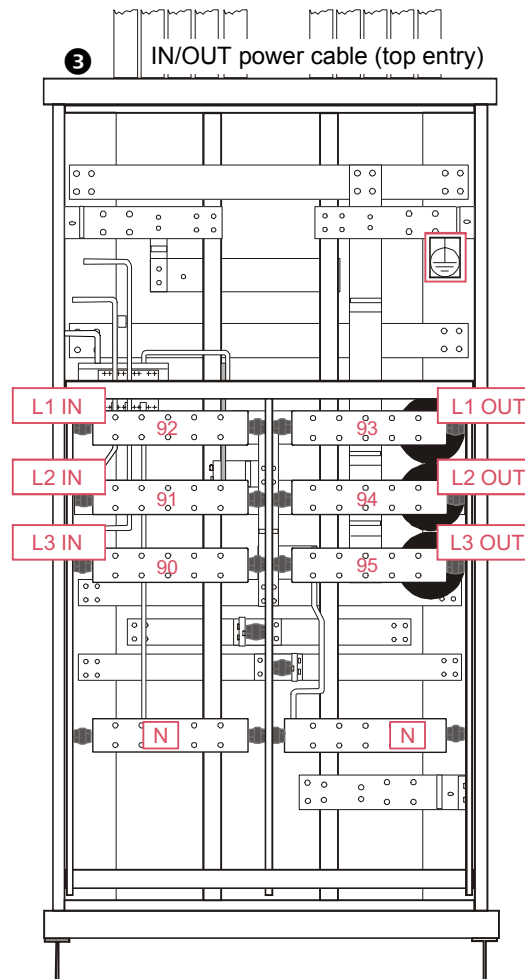 ❸ IN/OUT power cable (top entry)
L1 IN 92 93 L1 OUT
L2 IN 91 94 L2 OUT
L3 IN 90 95 L3 OUT
N N